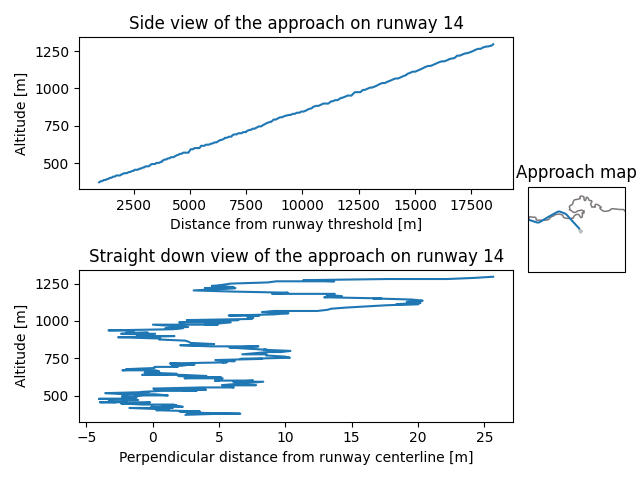 Side view of the approach on runway 14
1250
1000
750
500
Altitude [m]
2500 5000 7500 10000 12500 15000 17500
Distance from runway threshold [m]
Approach map
Straight down view of the approach on runway 14
1250
1000
750
500
Altitude [m]
−5 0 5 10 15 20 25
Perpendicular distance from runway centerline [m]